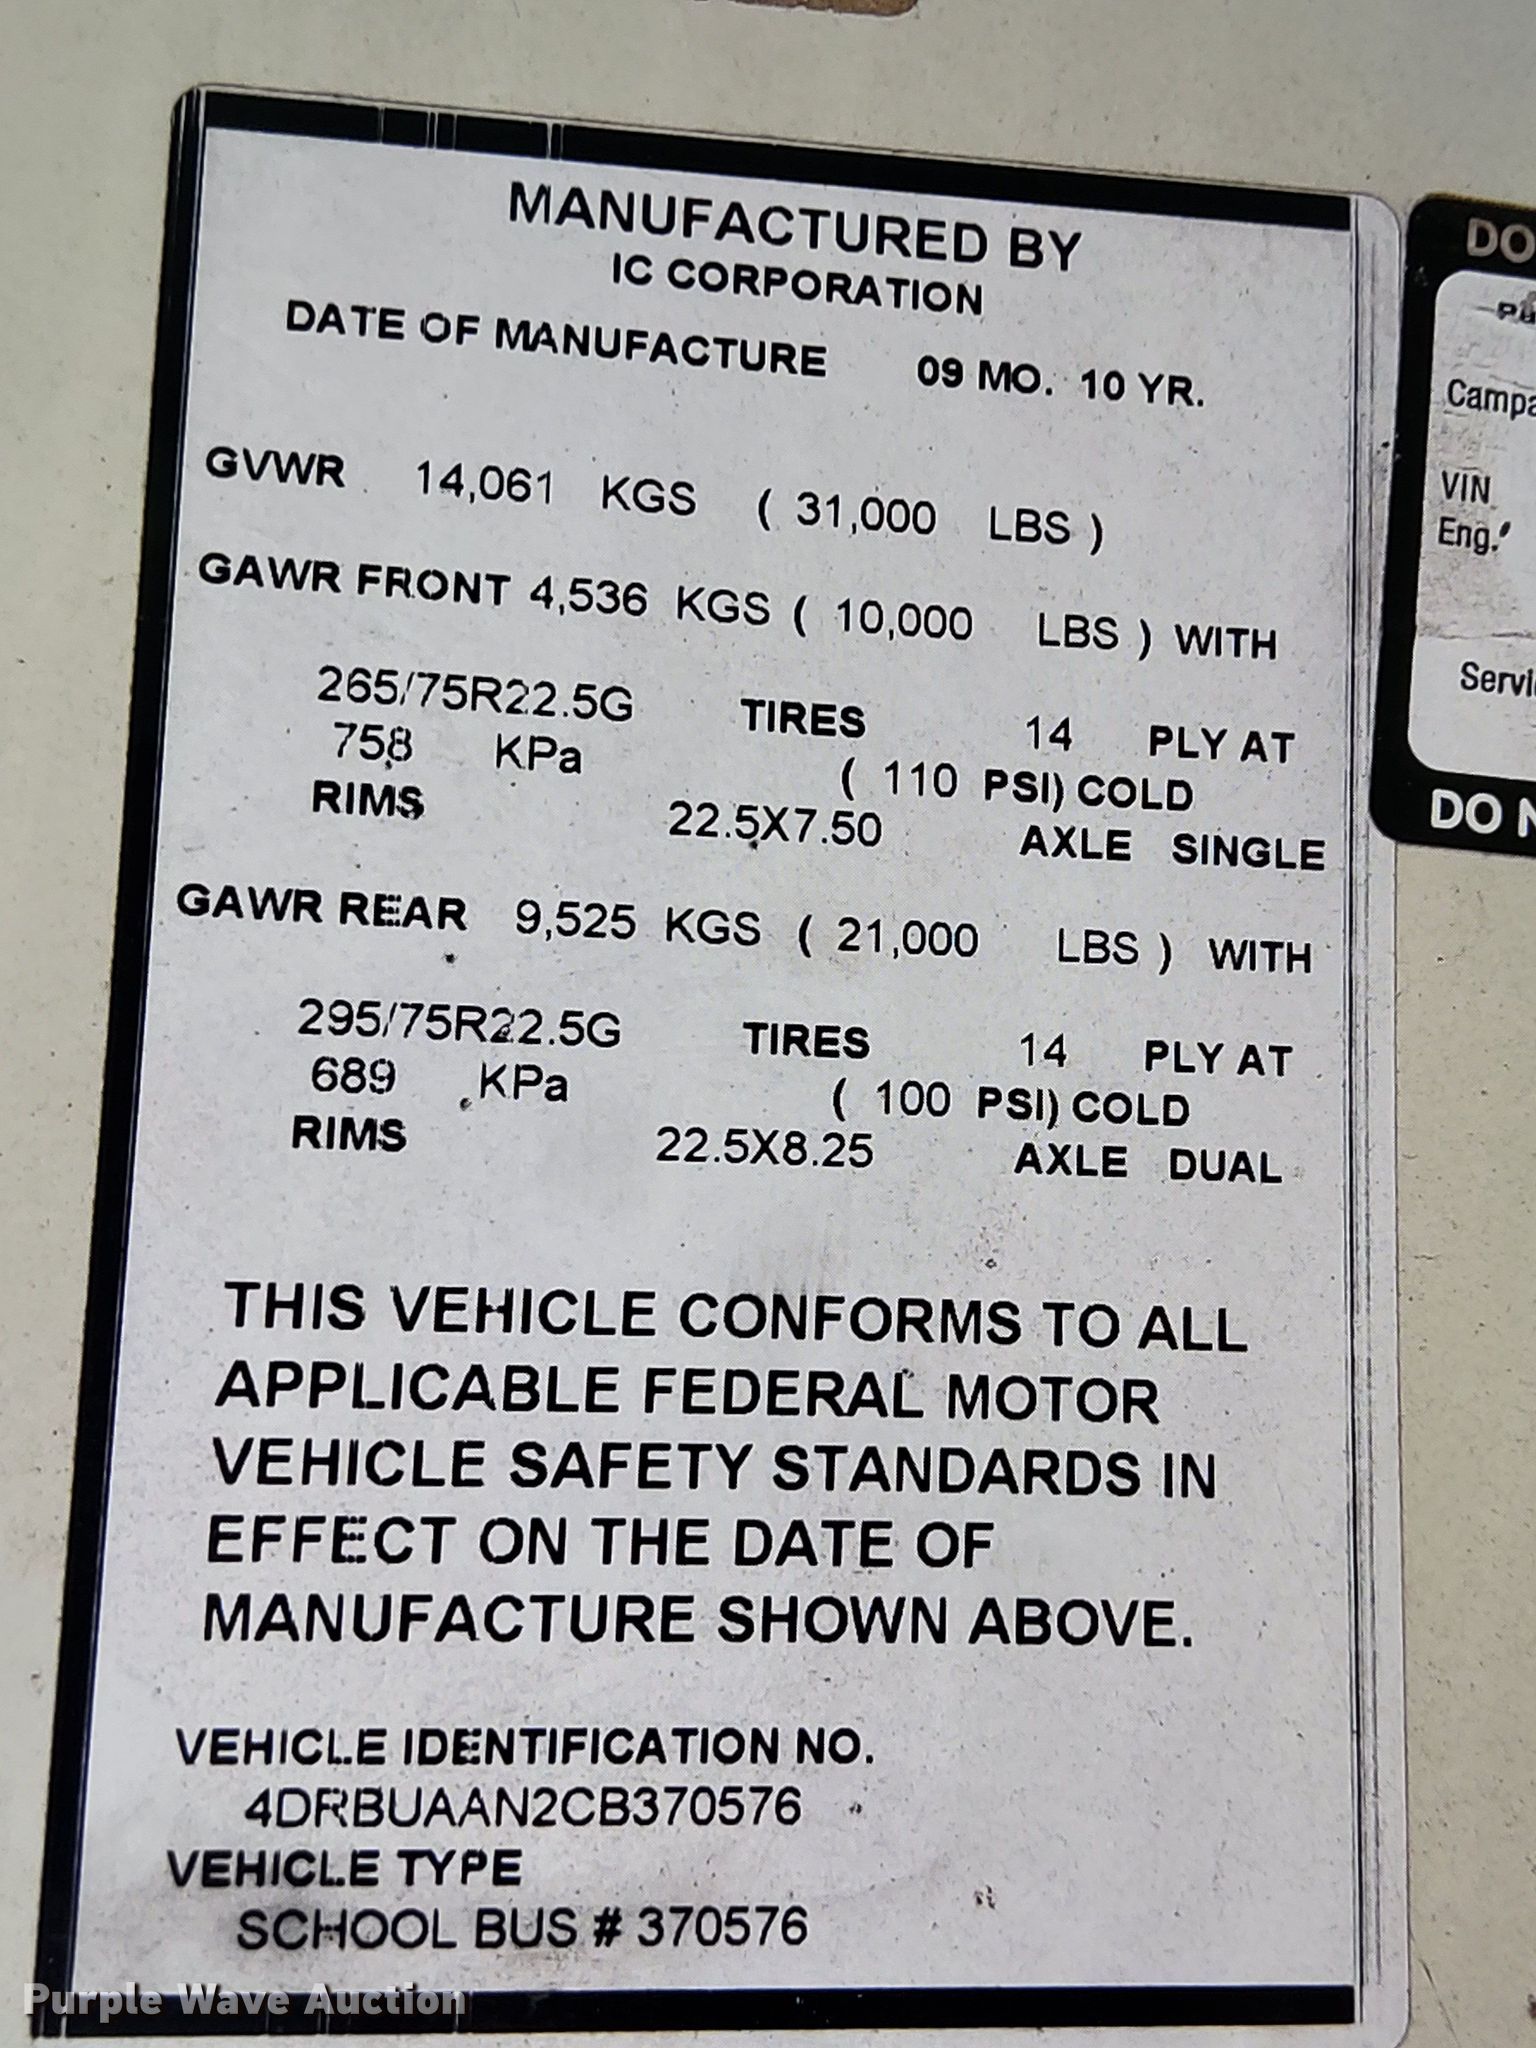 MANUFACTURED BY
IC CORPORATION
DATE OF MANUFACTURE 09 MO. 10 YR.
GVWR 14,061 KGS ( 31,000 LBS )
GAWR FRONT 4,536 KGS ( 10,000 LBS ) WITH
265/75R22.5G TIRES 14 PLY AT
758 KPa ( 110 PSI) COLD
RIMS 22.5X7.50 AXLE SINGLE
GAWR REAR 9,525 KGS ( 21,000 LBS ) WITH
295/75R22.5G TIRES 14 PLY AT
689 KPa ( 100 PSI) COLD
RIMS 22.5X8.25 AXLE DUAL
THIS VEHICLE CONFORMS TO ALL
APPLICABLE FEDERAL MOTOR
VEHICLE SAFETY STANDARDS IN
EFFECT ON THE DATE OF
MANUFACTURE SHOWN ABOVE.
VEHICLE IDENTIFICATION NO.
4DRBUAAN2CB370576
VEHICLE TYPE
SCHOOL BUS # 370576
DO
Campa
VIN
Eng.
Servi
DO N
Purple Wave Auction